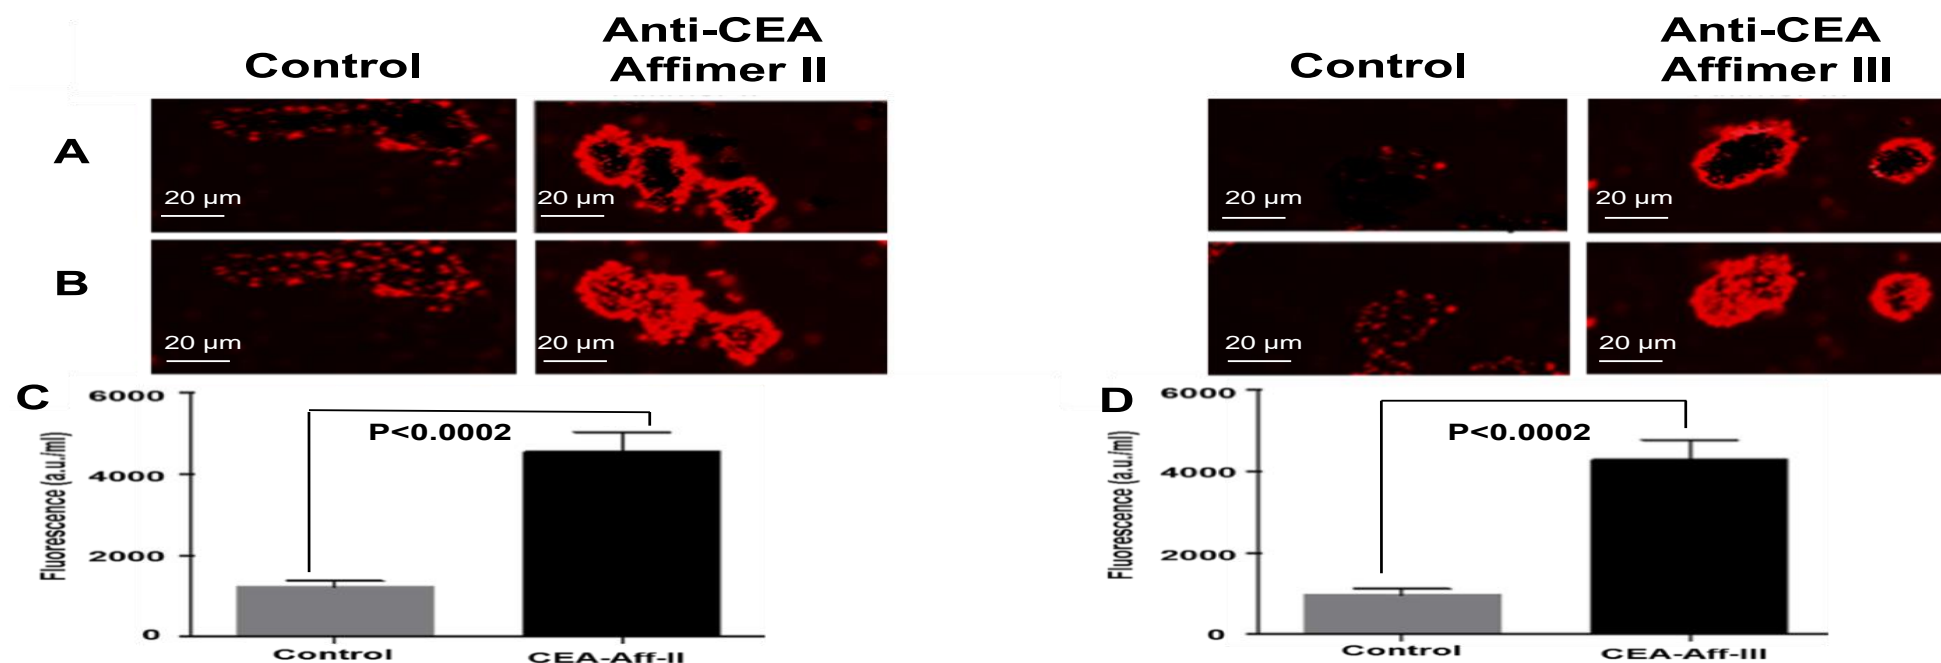 Control
Anti-CEA
Affimer II
Control
Anti-CEA
Affimer III
A
20 µm
20 µm
20 µm
20 µm
B
20 µm
20 µm
20 µm
20 µm
C
6000
4000
2000
0
Fluorescence (a.u./ml)
P<0.0002
Control
CEA-Aff-II
D
6000
4000
2000
0
Fluorescence (a.u./ml)
P<0.0002
Control
CEA-Aff-III